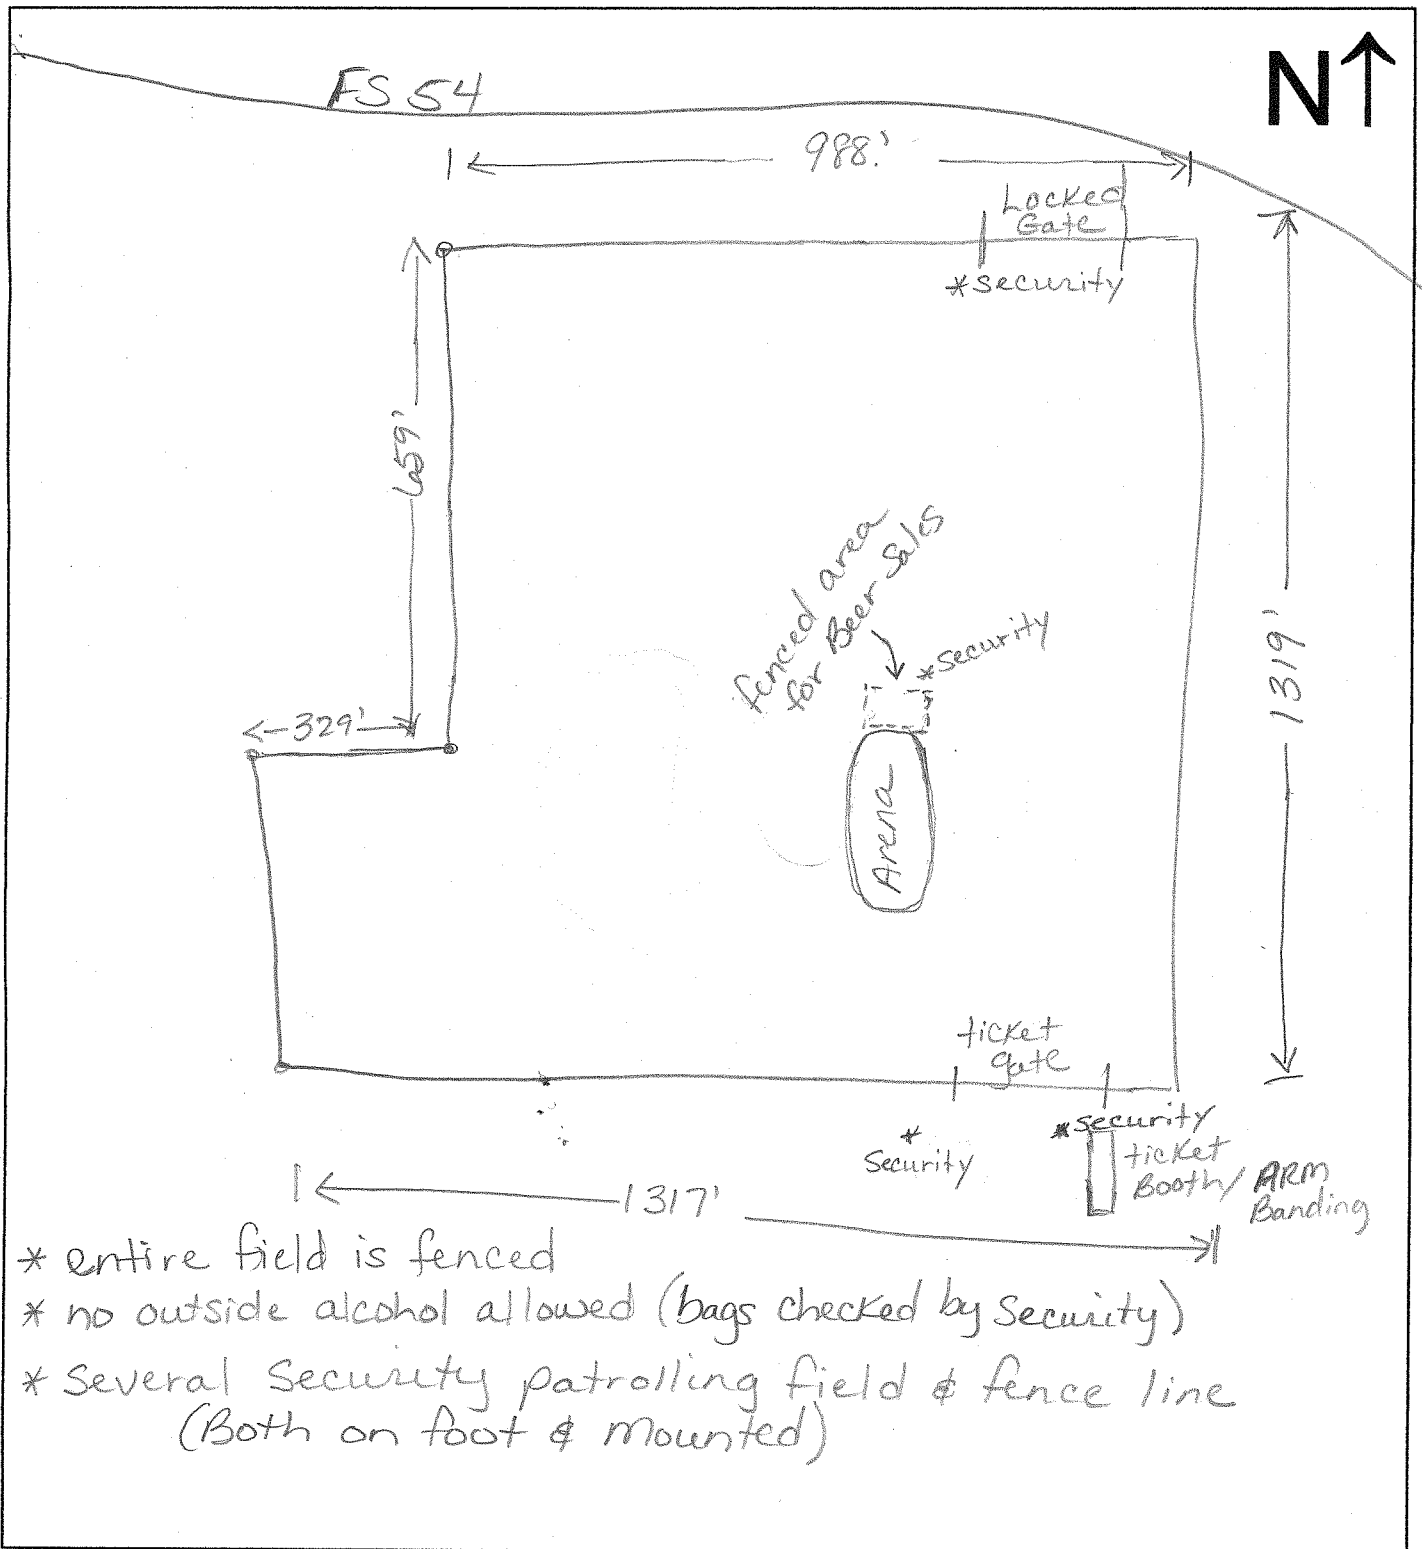 N↑
FS 54
988'
Locked
Gate
*security
659'
fenced area
for Beer Sales
*security
329'
1319'
Arena
ticket
gate
*security
*
Security
ticket
Booth/ ARM
Banding
1317'
* entire field is fenced
* no outside alcohol allowed (bags checked by Security)
* Several Security patrolling field & fence line
(Both on foot & Mounted)